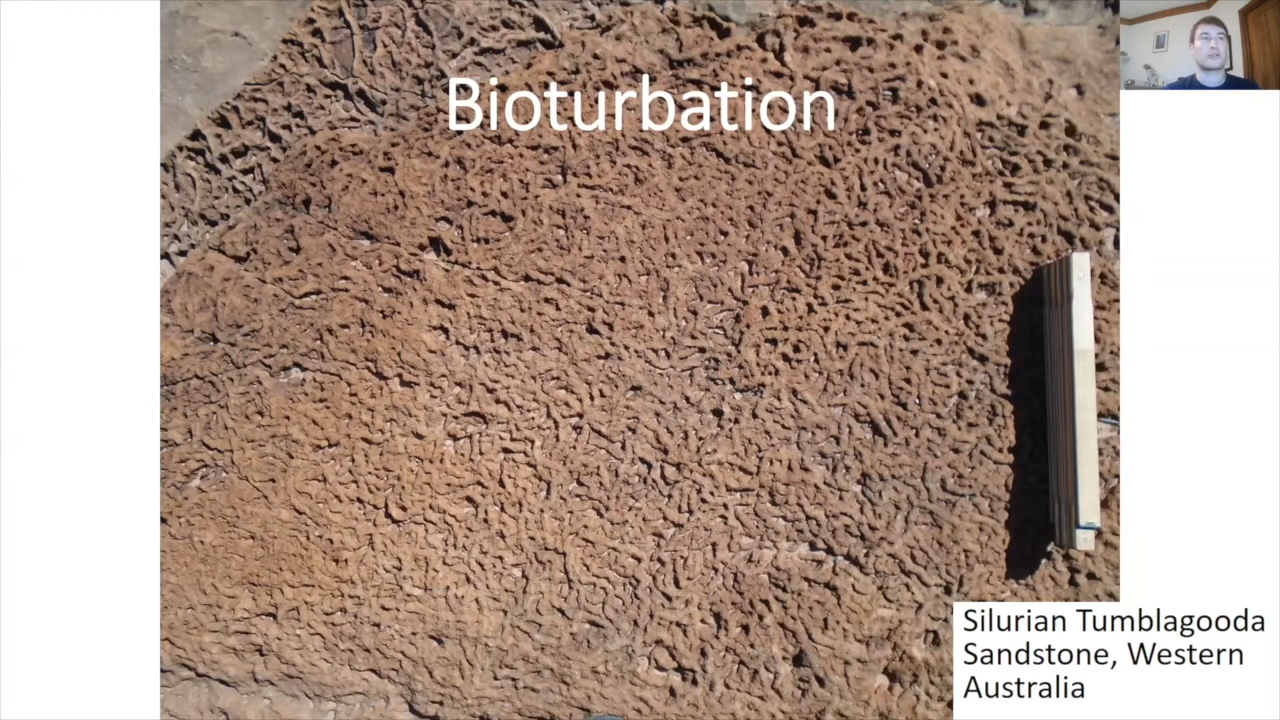 Bioturbation
Silurian Tumblagooda
Sandstone, Western
Australia